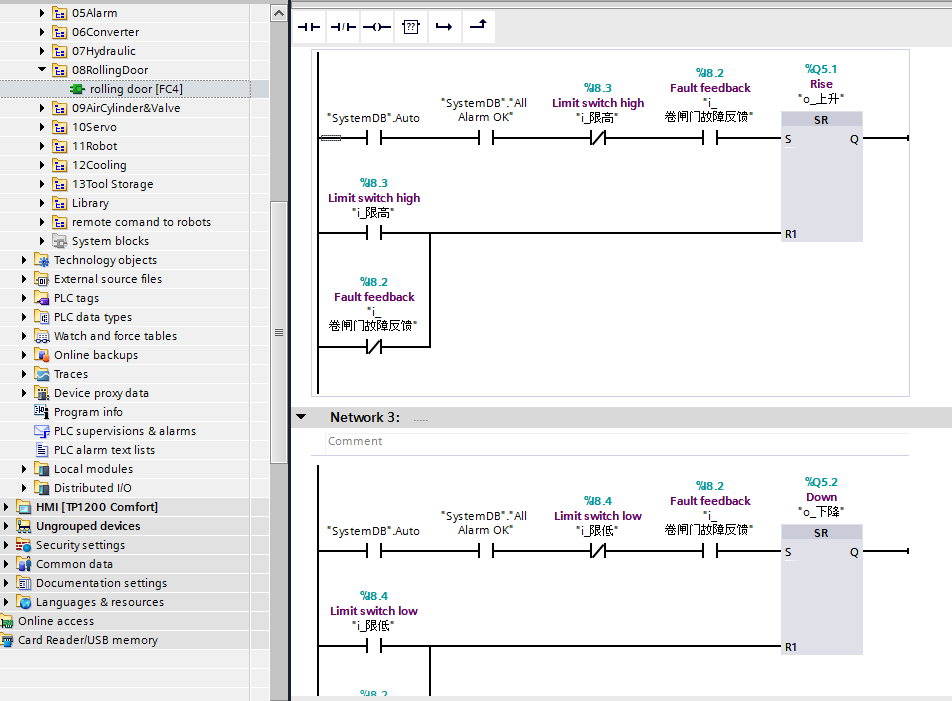 05Alarm
06Converter
07Hydraulic
08RollingDoor
rolling door [FC4]
09AirCylinder&Valve
10Servo
11Robot
12Cooling
13Tool Storage
Library
remote comand to robots
System blocks
Technology objects
External source files
PLC tags
PLC data types
Watch and force tables
Online backups
Traces
Device proxy data
Program info
PLC supervisions & alarms
PLC alarm text lists
Local modules
Distributed I/O
HMI [TP1200 Comfort]
Ungrouped devices
Security settings
Common data
Documentation settings
Languages & resources
Online access
Card Reader/USB memory
??
"SystemDB".Auto
"SystemDB"."All
Alarm OK"
%I8.3
Limit switch high
"i_限高"
%I8.2
Fault feedback
"i_
卷闸门故障反馈"
%Q5.1
Rise
"o_上升"
SR
S
Q
R1
%I8.3
Limit switch high
"i_限高"
%I8.2
Fault feedback
"i_
卷闸门故障反馈"
Network 3: .....
Comment
"SystemDB".Auto
"SystemDB"."All
Alarm OK"
%I8.4
Limit switch low
"i_限低"
%I8.2
Fault feedback
"i_
卷闸门故障反馈"
%Q5.2
Down
"o_下降"
SR
S
Q
R1
%I8.4
Limit switch low
"i_限低"
%I8.2